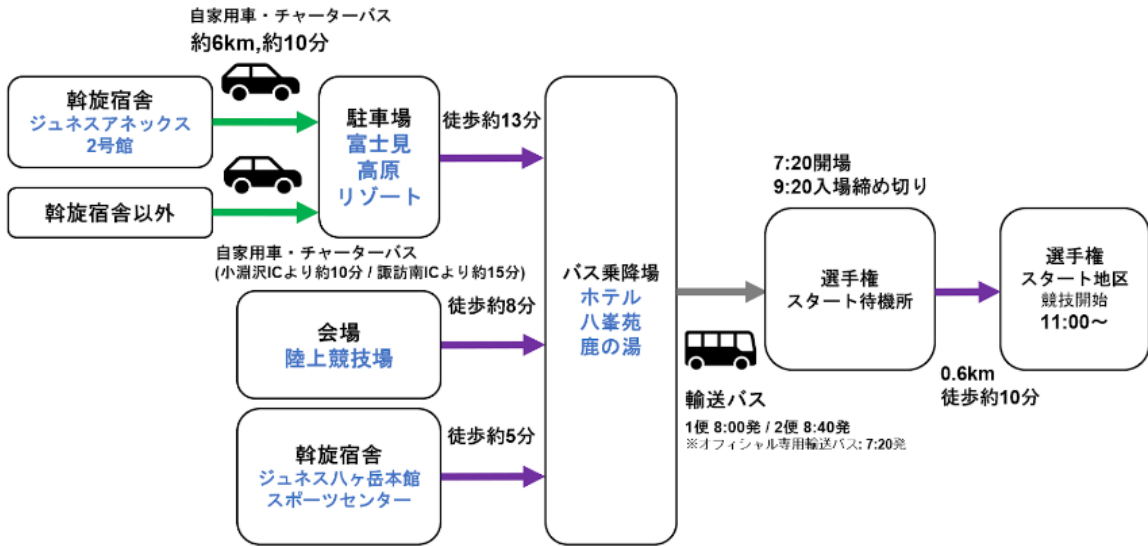 自家用車・チャーターバス
約6km,約10分
斡旋宿舎
ジュネスアネックス
2号館
斡旋宿舎以外
駐車場
富士見
高原
リゾート
徒歩約13分
自家用車・チャーターバス
(小淵沢ICより約10分 / 諏訪南ICより約15分)
会場
陸上競技場
徒歩約8分
斡旋宿舎
ジュネス八ヶ岳本館
スポーツセンター
徒歩約5分
バス乗降場
ホテル
八峯苑
鹿の湯
輸送バス
1便 8:00発 / 2便 8:40発
※オフィシャル専用輸送バス: 7:20発
7:20開場
9:20入場締め切り
選手権
スタート待機所
0.6km
徒歩約10分
選手権
スタート地区
競技開始
11:00～